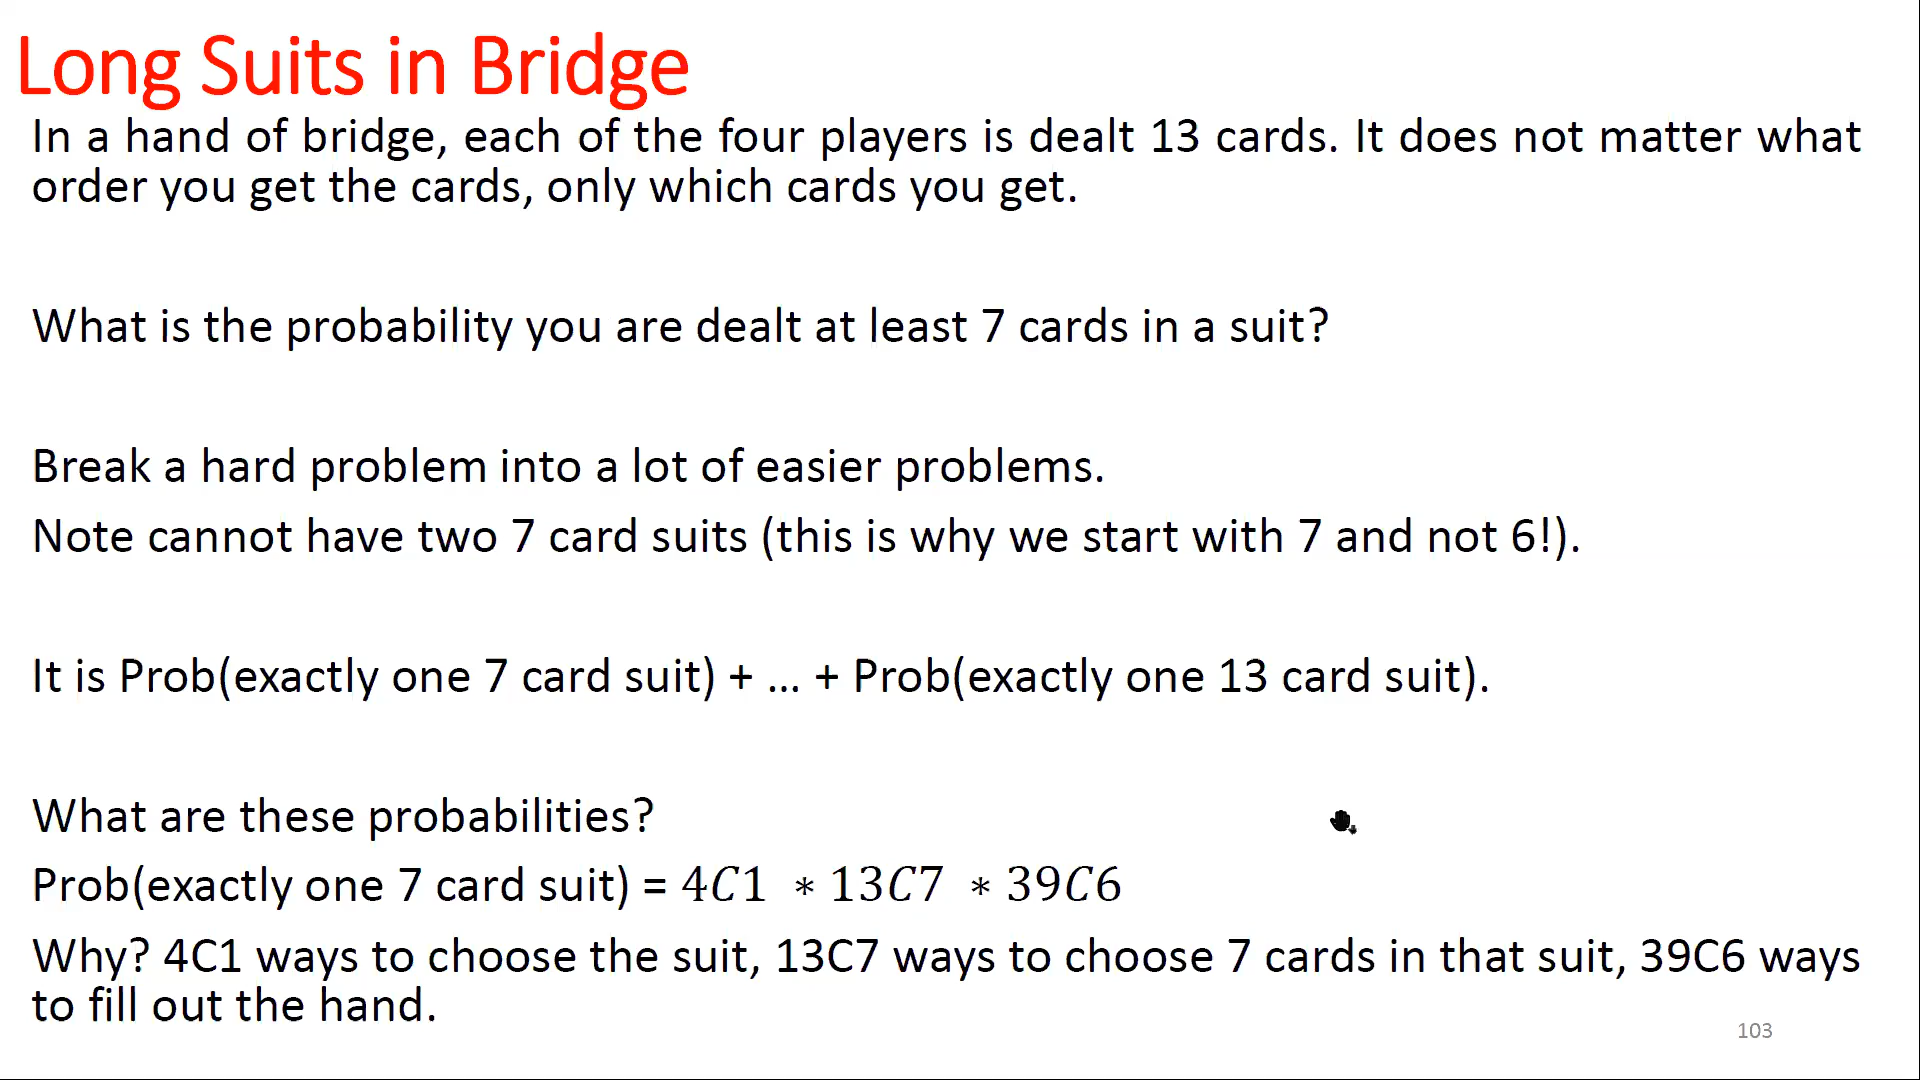 Long Suits in Bridge
In a hand of bridge, each of the four players is dealt 13 cards. It does not matter what
order you get the cards, only which cards you get.
What is the probability you are dealt at least 7 cards in a suit?
Break a hard problem into a lot of easier problems.
Note cannot have two 7 card suits (this is why we start with 7 and not 6!).
It is Prob(exactly one 7 card suit) + ... + Prob(exactly one 13 card suit).
What are these probabilities?
Prob(exactly one 7 card suit) = 4C1 * 13C7 * 39C6
Why? 4C1 ways to choose the suit, 13C7 ways to choose 7 cards in that suit, 39C6 ways
to fill out the hand.
103